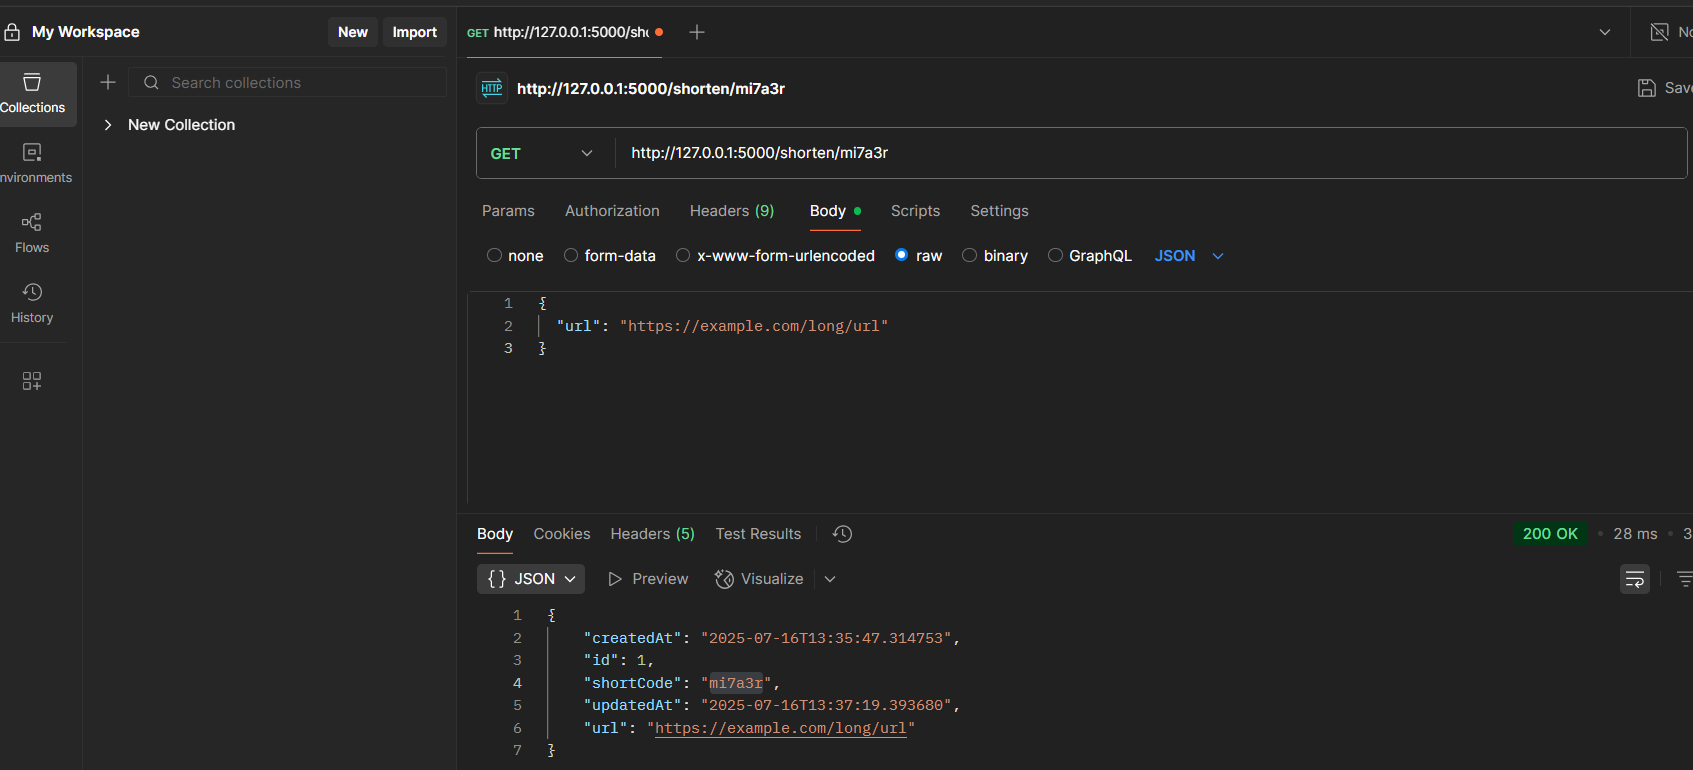 My Workspace New Import GET http://127.0.0.1:5000/sh No
Search collections http://127.0.0.1:5000/shorten/mi7a3r Save
Collections
New Collection
GET http://127.0.0.1:5000/shorten/mi7a3r
nvironments
Params Authorization Headers (9) Body Scripts Settings
Flows
none form-data x-www-form-urlencoded raw binary GraphQL JSON
History
1 {
2 "url": "https://example.com/long/url"
3 }
Body Cookies Headers (5) Test Results 200 OK • 28 ms • 3
{ } JSON Preview Visualize
1 {
2 "createdAt": "2025-07-16T13:35:47.314753",
3 "id": 1,
4 "shortCode": "mi7a3r",
5 "updatedAt": "2025-07-16T13:37:19.393680",
6 "url": "https://example.com/long/url"
7 }